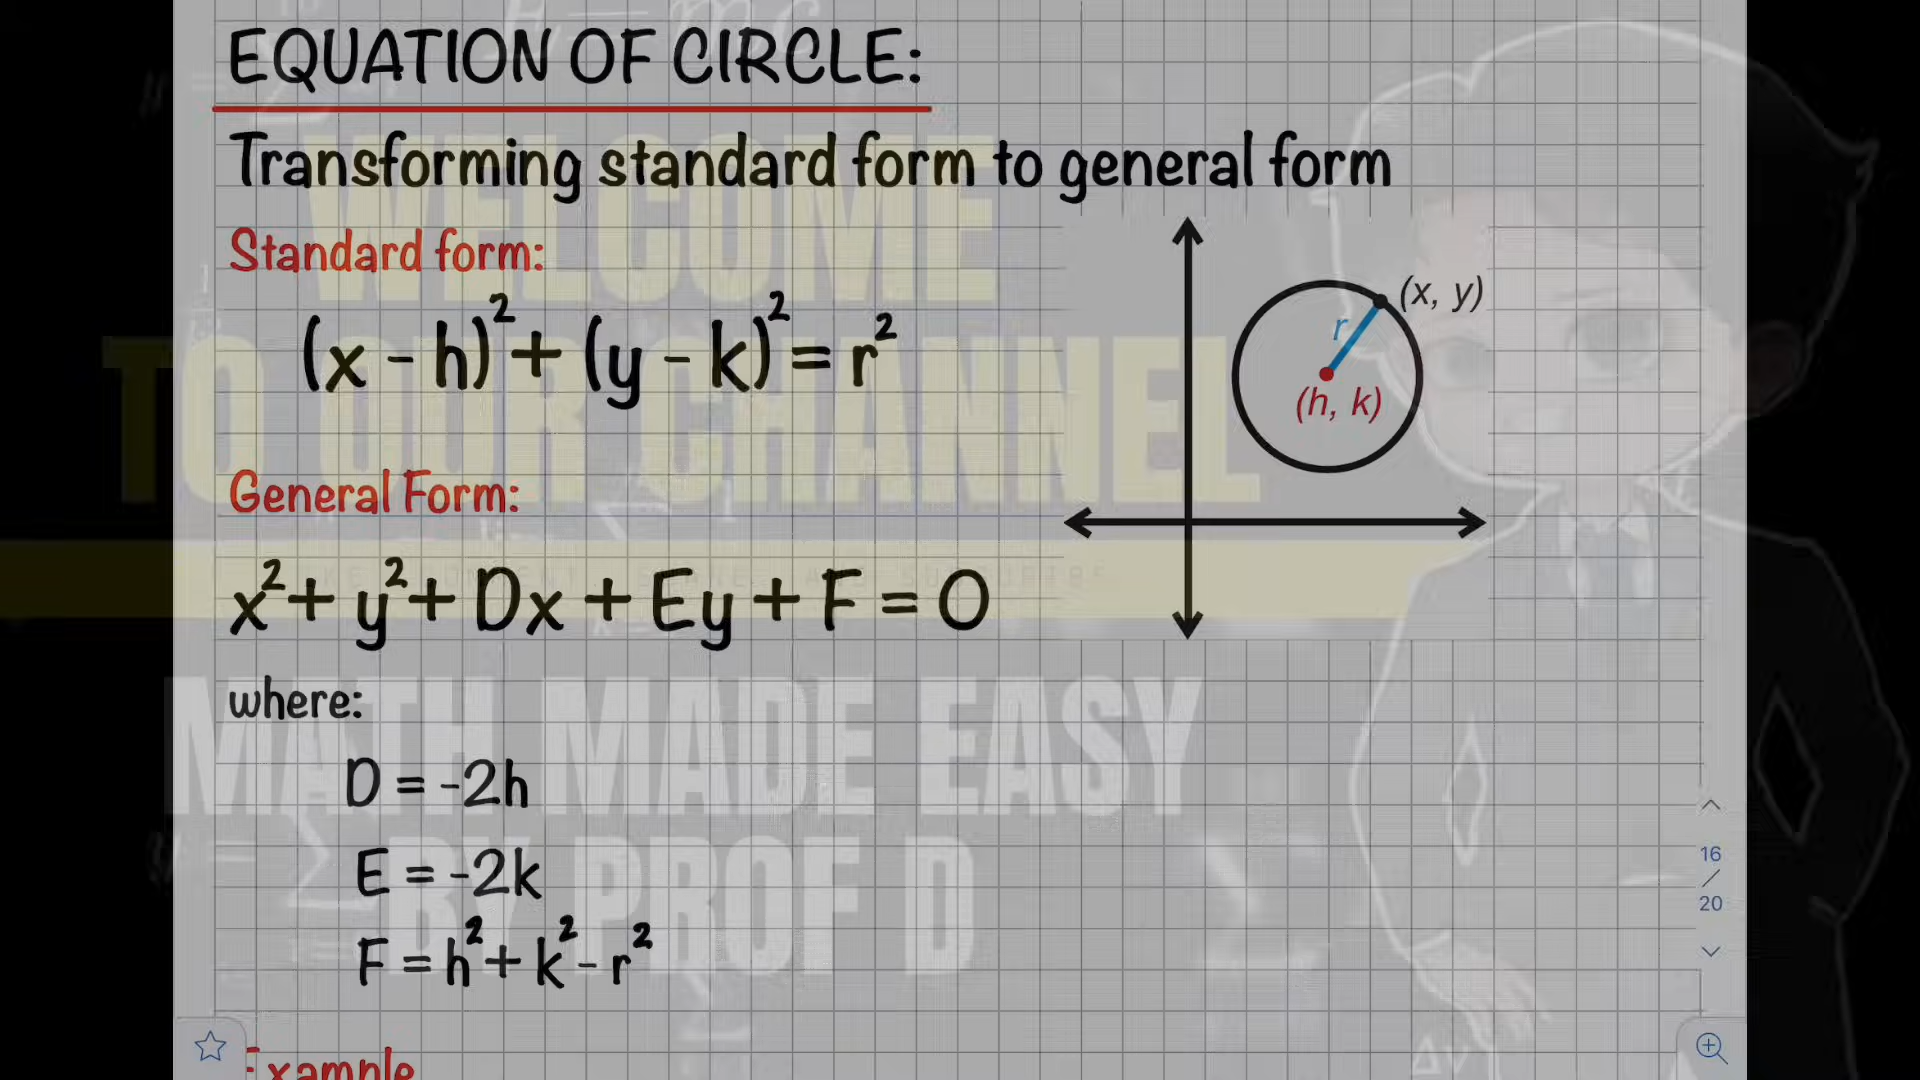 EQUATION OF CIRCLE:
Transforming standard form to general form
Standard form:
(x - h)² + (y - k)² = r²
(x, y)
r
(h, k)
General Form:
x² + y² + Dx + Ey + F = 0
where:
D = -2h
E = -2k
F = h² + k² - r²
Example
WELCOME
TO OUR CHANNEL
MATH MADE EASY
BY PROF D
16
/
20